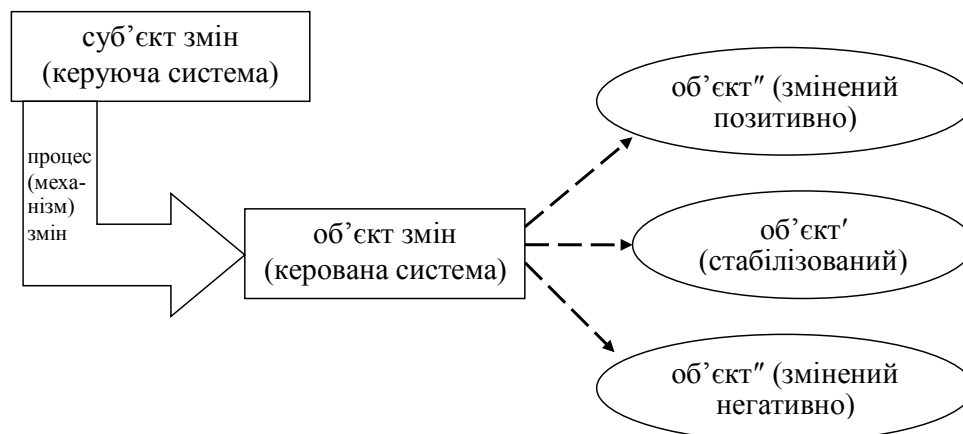 суб’єкт змін
(керуюча система)
процес
(меха-
нізм)
змін
об’єкт змін
(керована система)
об’єкт″ (змінений
позитивно)
об’єкт′
(стабілізований)
об’єкт″ (змінений
негативно)